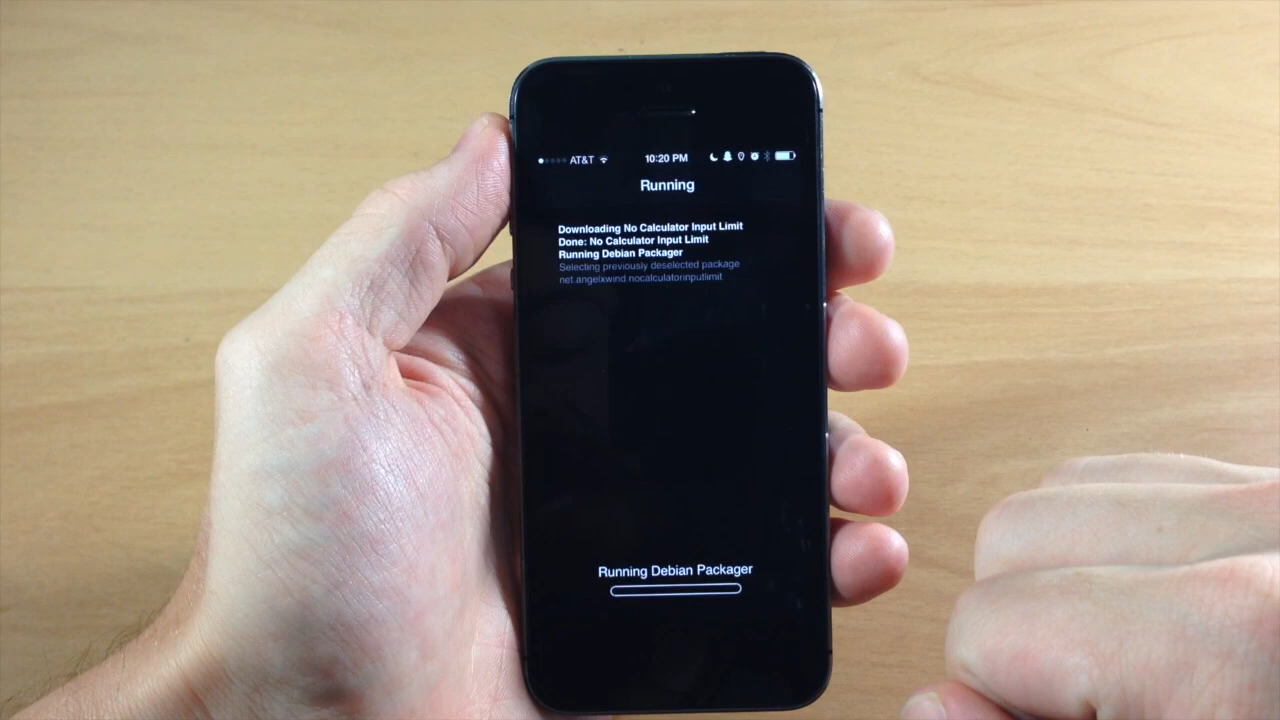 AT&T 10:20 PM
Running
Downloading No Calculator Input Limit
Done: No Calculator Input Limit
Running Debian Packager
Selecting previously deselected package
net.angelxwind.nocalculatorinputlimit
Running Debian Packager